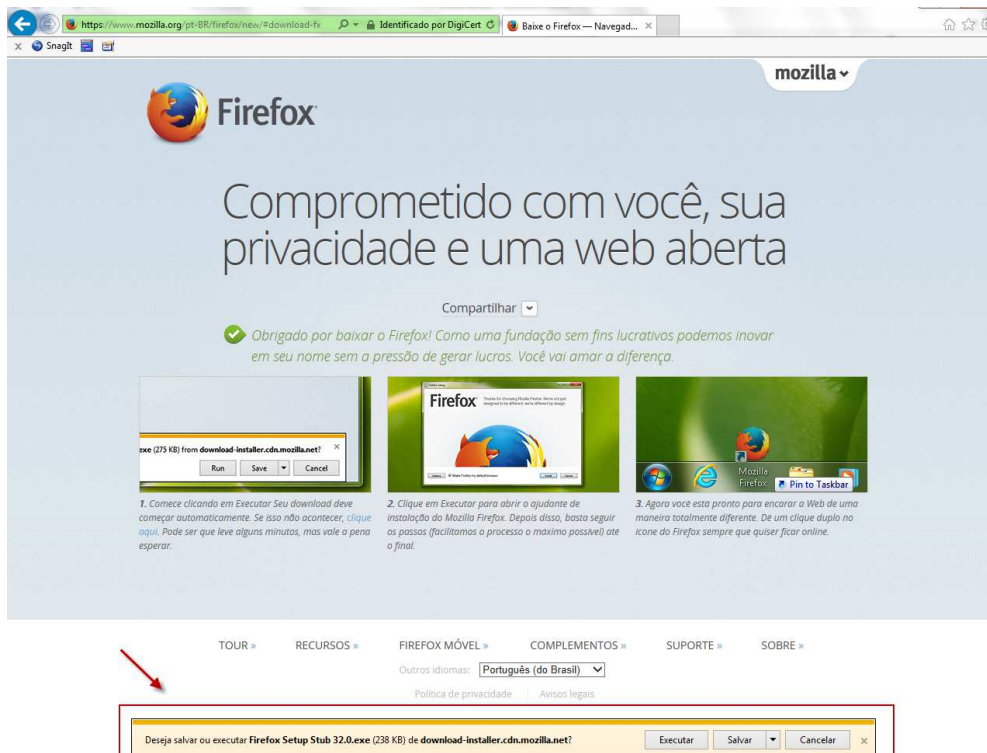 https://www.mozilla.org/pt-BR/firefox/new/#download-fx
Identificado por DigiCert
Baixe o Firefox — Navegad...
x SnagIt
mozilla
Firefox
Comprometido com você, sua
privacidade e uma web aberta
Compartilhar
Obrigado por baixar o Firefox! Como uma fundação sem fins lucrativos podemos inovar
em seu nome sem a pressão de gerar lucros. Você vai amar a diferença.
exe (275 KB) from download-installer.cdn.mozilla.net?
Run Save Cancel
Firefox
Mozilla
Firefox
Pin to Taskbar
1. Comece clicando em Executar Seu download deve
começar automaticamente. Se isso não acontecer, clique
aqui. Pode ser que leve alguns minutos, mas vale a pena
esperar.
2. Clique em Executar para abrir o ajudante de
instalação do Mozilla Firefox. Depois disso, basta seguir
os passos (facilitamos o processo o maximo possivel) até
o final.
3. Agora você esta pronto para encarar a Web de uma
maneira totalmente diferente. De um clique duplo no
icone do Firefox sempre que quiser ficar online.
TOUR » RECURSOS » FIREFOX MÓVEL » COMPLEMENTOS » SUPORTE » SOBRE »
Outros idiomas: Português (do Brasil)
Política de privacidade Avisos legais
Deseja salvar ou executar Firefox Setup Stub 32.0.exe (238 KB) de download-installer.cdn.mozilla.net? Executar Salvar Cancelar ×